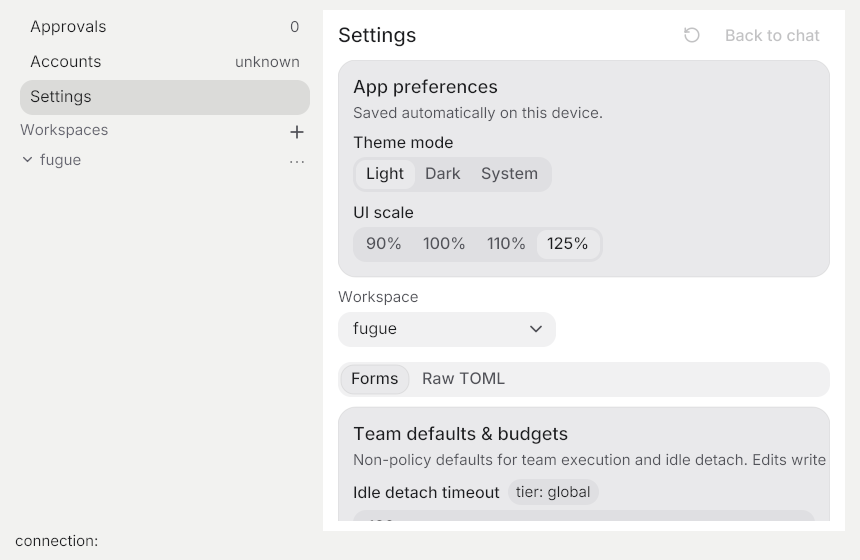 Approvals 0
Accounts unknown
Settings
Workspaces
fugue
connection:
Settings
Back to chat
App preferences
Saved automatically on this device.
Theme mode
Light Dark System
UI scale
90% 100% 110% 125%
Workspace
fugue
Forms Raw TOML
Team defaults & budgets
Non-policy defaults for team execution and idle detach. Edits write
Idle detach timeout tier: global